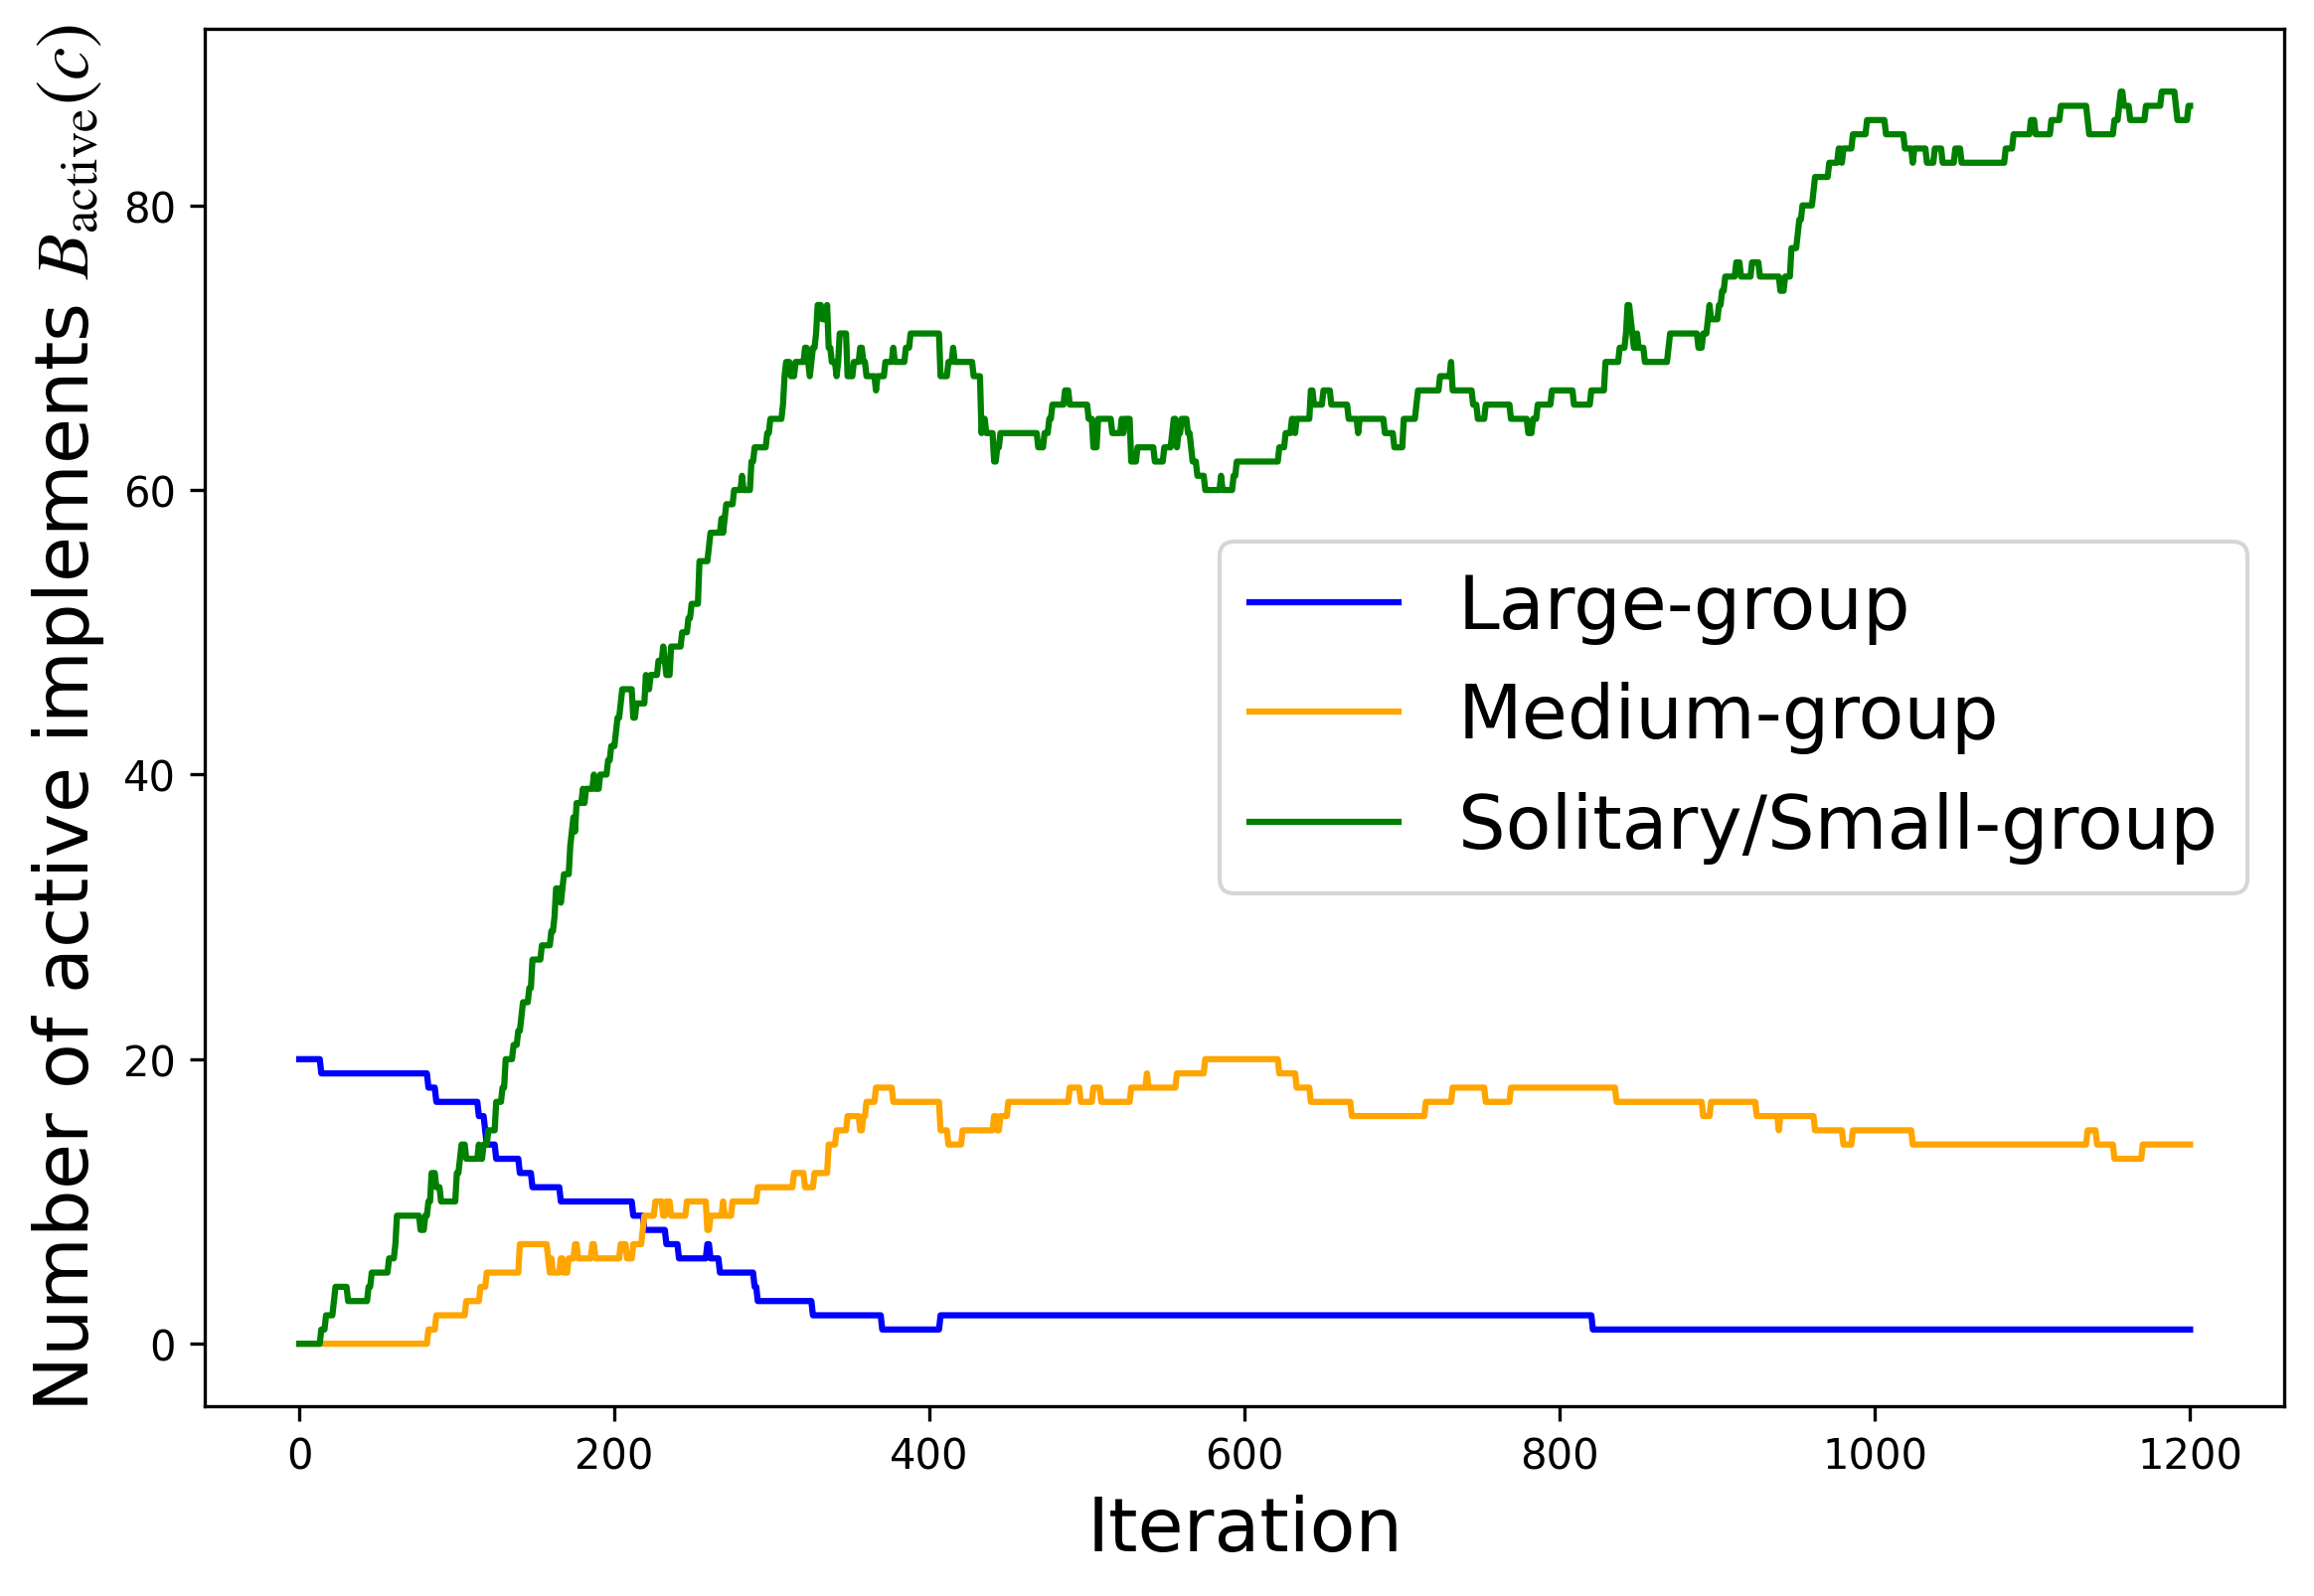 Number of active implements B_active(c)
80
60
40
20
0
Large-group
Medium-group
Solitary/Small-group
0 200 400 600 800 1000 1200
Iteration